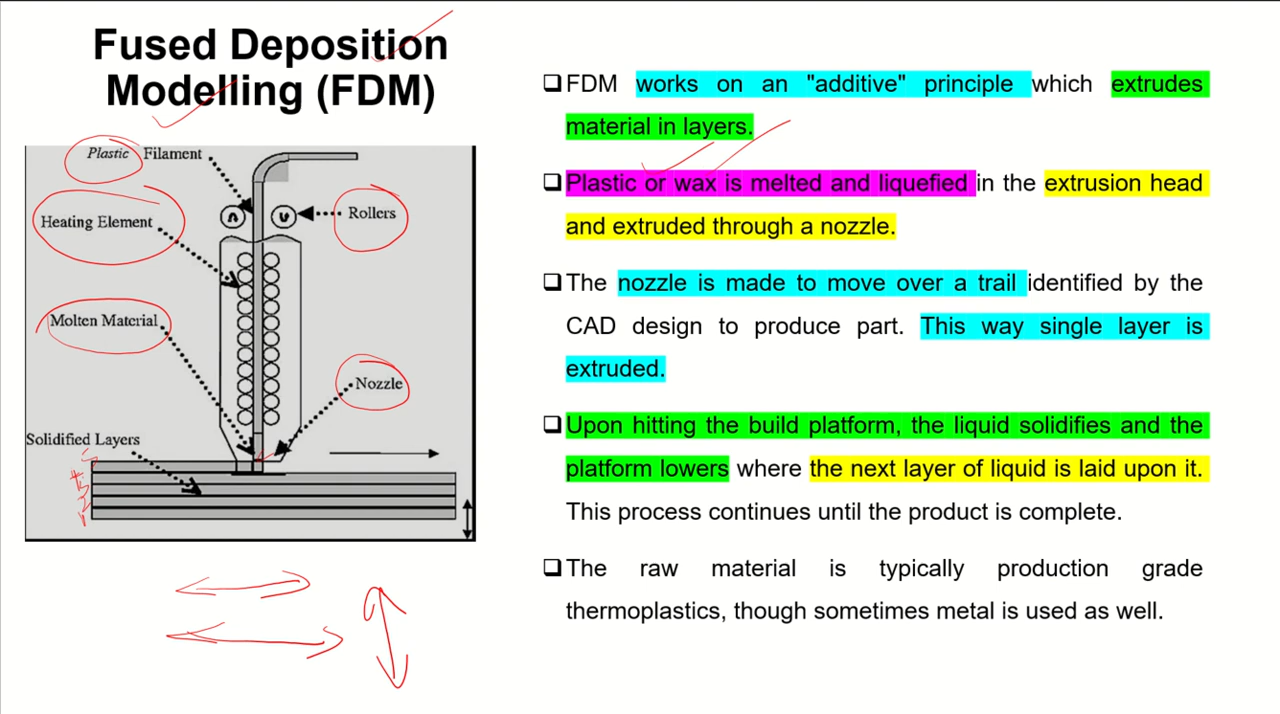 Fused Deposition
Modelling (FDM)
Plastic Filament
Heating Element
Rollers
Molten Material
Nozzle
Solidified Layers
5
4
3
2
1
❑FDM works on an "additive" principle which extrudes
material in layers.
❑Plastic or wax is melted and liquefied in the extrusion head
and extruded through a nozzle.
❑The nozzle is made to move over a trail identified by the
CAD design to produce part. This way single layer is
extruded.
❑Upon hitting the build platform, the liquid solidifies and the
platform lowers where the next layer of liquid is laid upon it.
This process continues until the product is complete.
❑The raw material is typically production grade
thermoplastics, though sometimes metal is used as well.